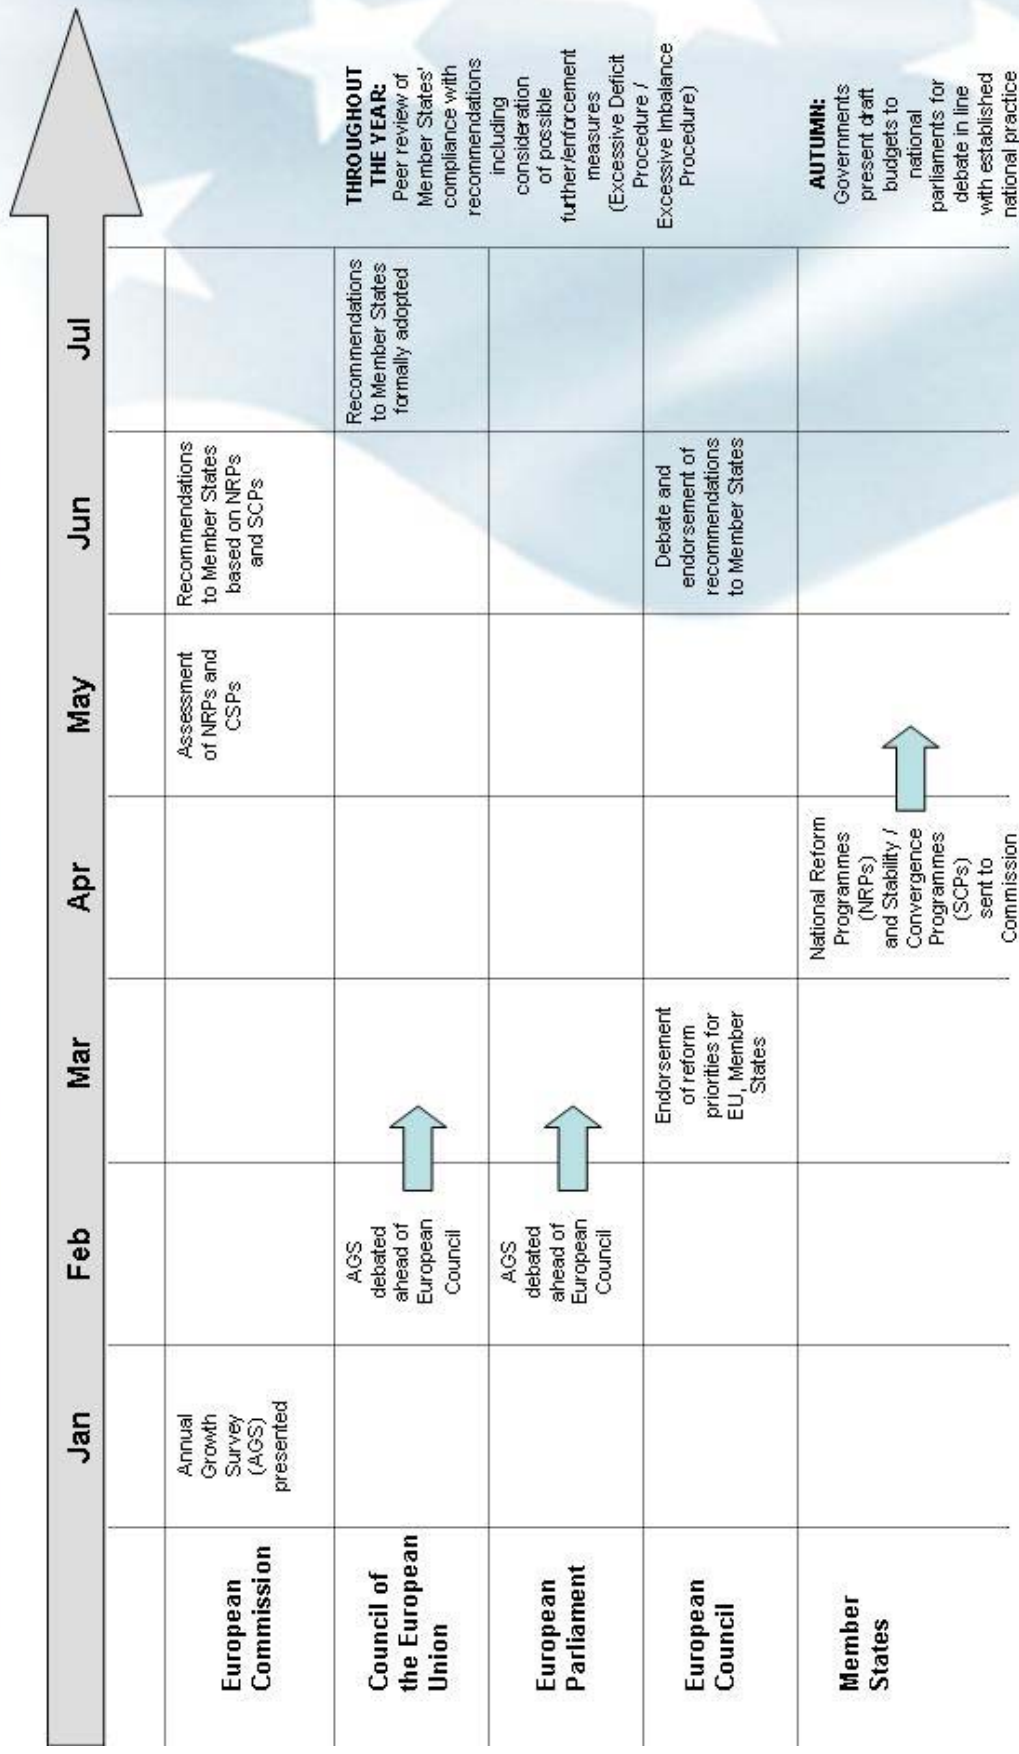 Jan
Feb
Mar
Apr
May
Jun
Jul
European
Commission
Annual
Growth
Survey
(AGS)
presented
Assessment
of NRPs and
CSPs
Recommendations
to Member States
based on NRPs
and SCPs
Council of
the European
Union
AGS
debated
ahead of
European
Council
Recommendations
to Member States
formally adopted
European
Parliament
AGS
debated
ahead of
European
Council
European
Council
Endorsement
of reform
priorities for
EU, Member
States
Debate and
endorsement of
recommendations
to Member States
Member
States
National Reform
Programmes
(NRPs)
and Stability /
Convergence
Programmes
(SCPs)
sent to
Commission
THROUGHOUT
THE YEAR:
Peer review of
Member States'
compliance with
recommendations
including
consideration
of possible
further/enforcement
measures
(Excessive Deficit
Procedure /
Excessive Imbalance
Procedure)
AUTUMN:
Governments
present draft
budgets to
national
parliaments for
debate in line
with established
national practice